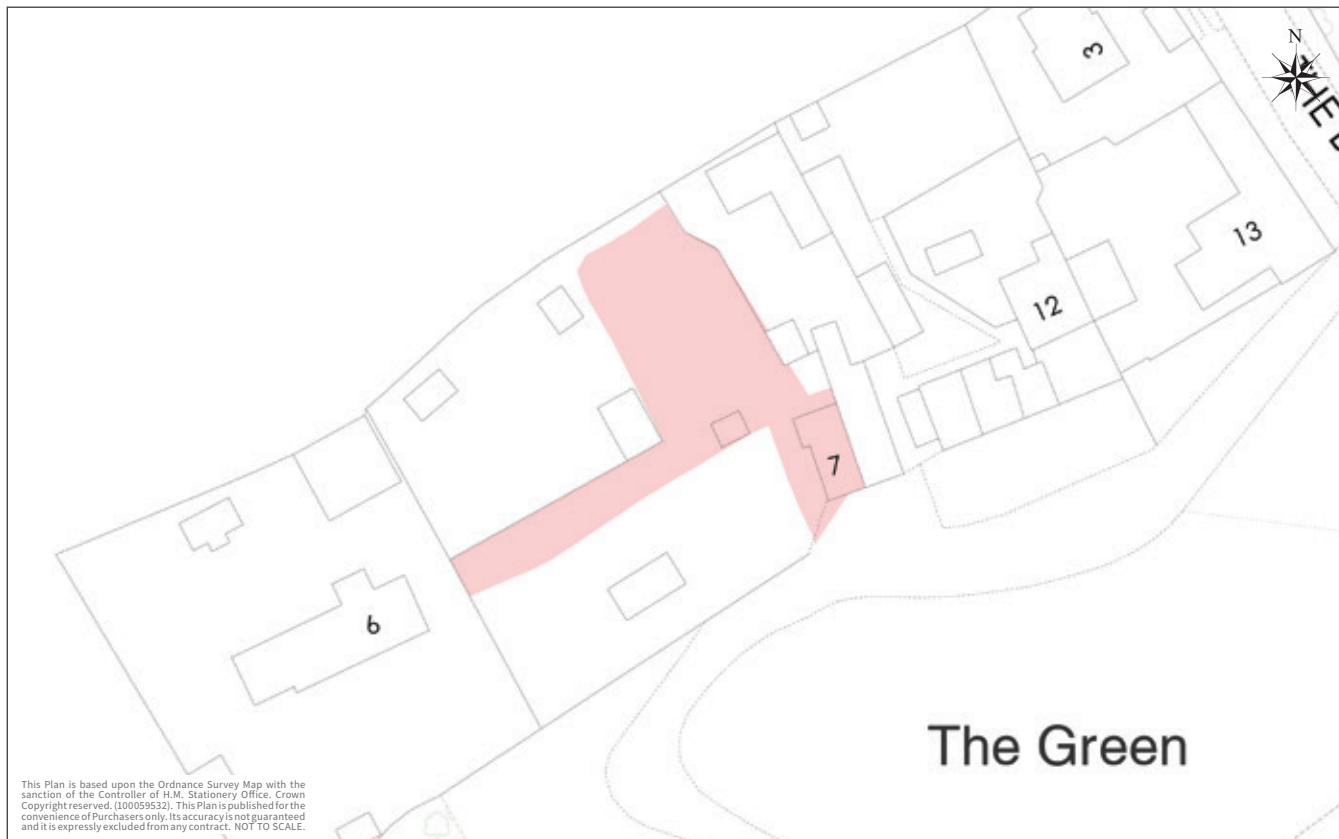 3
N
THE
13
12
7
6
The Green
This Plan is based upon the Ordnance Survey Map with the
sanction of the Controller of H.M. Stationery Office. Crown
Copyright reserved. (100059532). This Plan is published for the
convenience of Purchasers only. Its accuracy is not guaranteed
and it is expressly excluded from any contract. NOT TO SCALE.